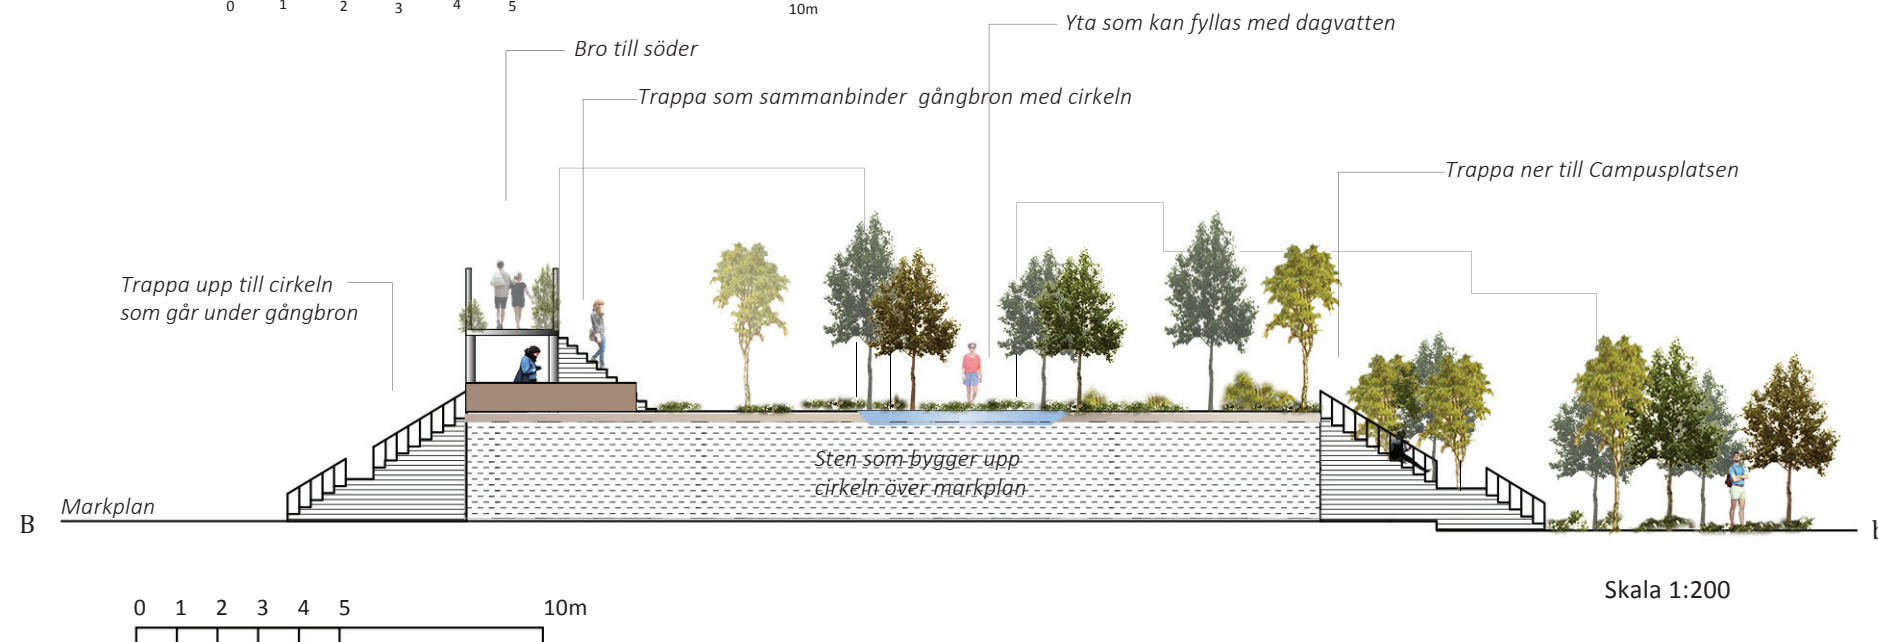 0 1 2 3 4 5 10m
Yta som kan fyllas med dagvatten
Bro till söder
Trappa som sammanbinder gångbron med cirkeln
Trappa ner till Campusplatsen
Trappa upp till cirkeln
som går under gångbron
Sten som bygger upp
cirkeln över markplan
Markplan
B
b
Skala 1:200
0 1 2 3 4 5 10m